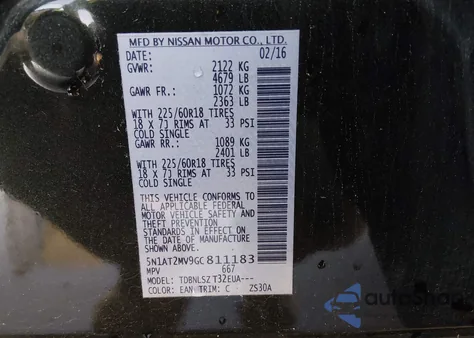 MFD BY NISSAN MOTOR CO., LTD.
DATE: 02/16
GVWR: 2122 KG
4679 LB
GAWR FR.: 1072 KG
2363 LB
WITH 225/60R18 TIRES
18 X 7J RIMS AT 33 PSI
COLD SINGLE
GAWR RR.: 1089 KG
2401 LB
WITH 225/60R18 TIRES
18 X 7J RIMS AT 33 PSI
COLD SINGLE
THIS VEHICLE CONFORMS TO
ALL APPLICABLE FEDERAL
MOTOR VEHICLE SAFETY AND
THEFT PREVENTION
STANDARDS IN EFFECT ON
THE DATE OF MANUFACTURE
SHOWN ABOVE.
5N1AT2MV9GC811183
MPV 667
MODEL: TDBNLSZ T32EUA---
COLOR: EAN TRIM: C ZS30A